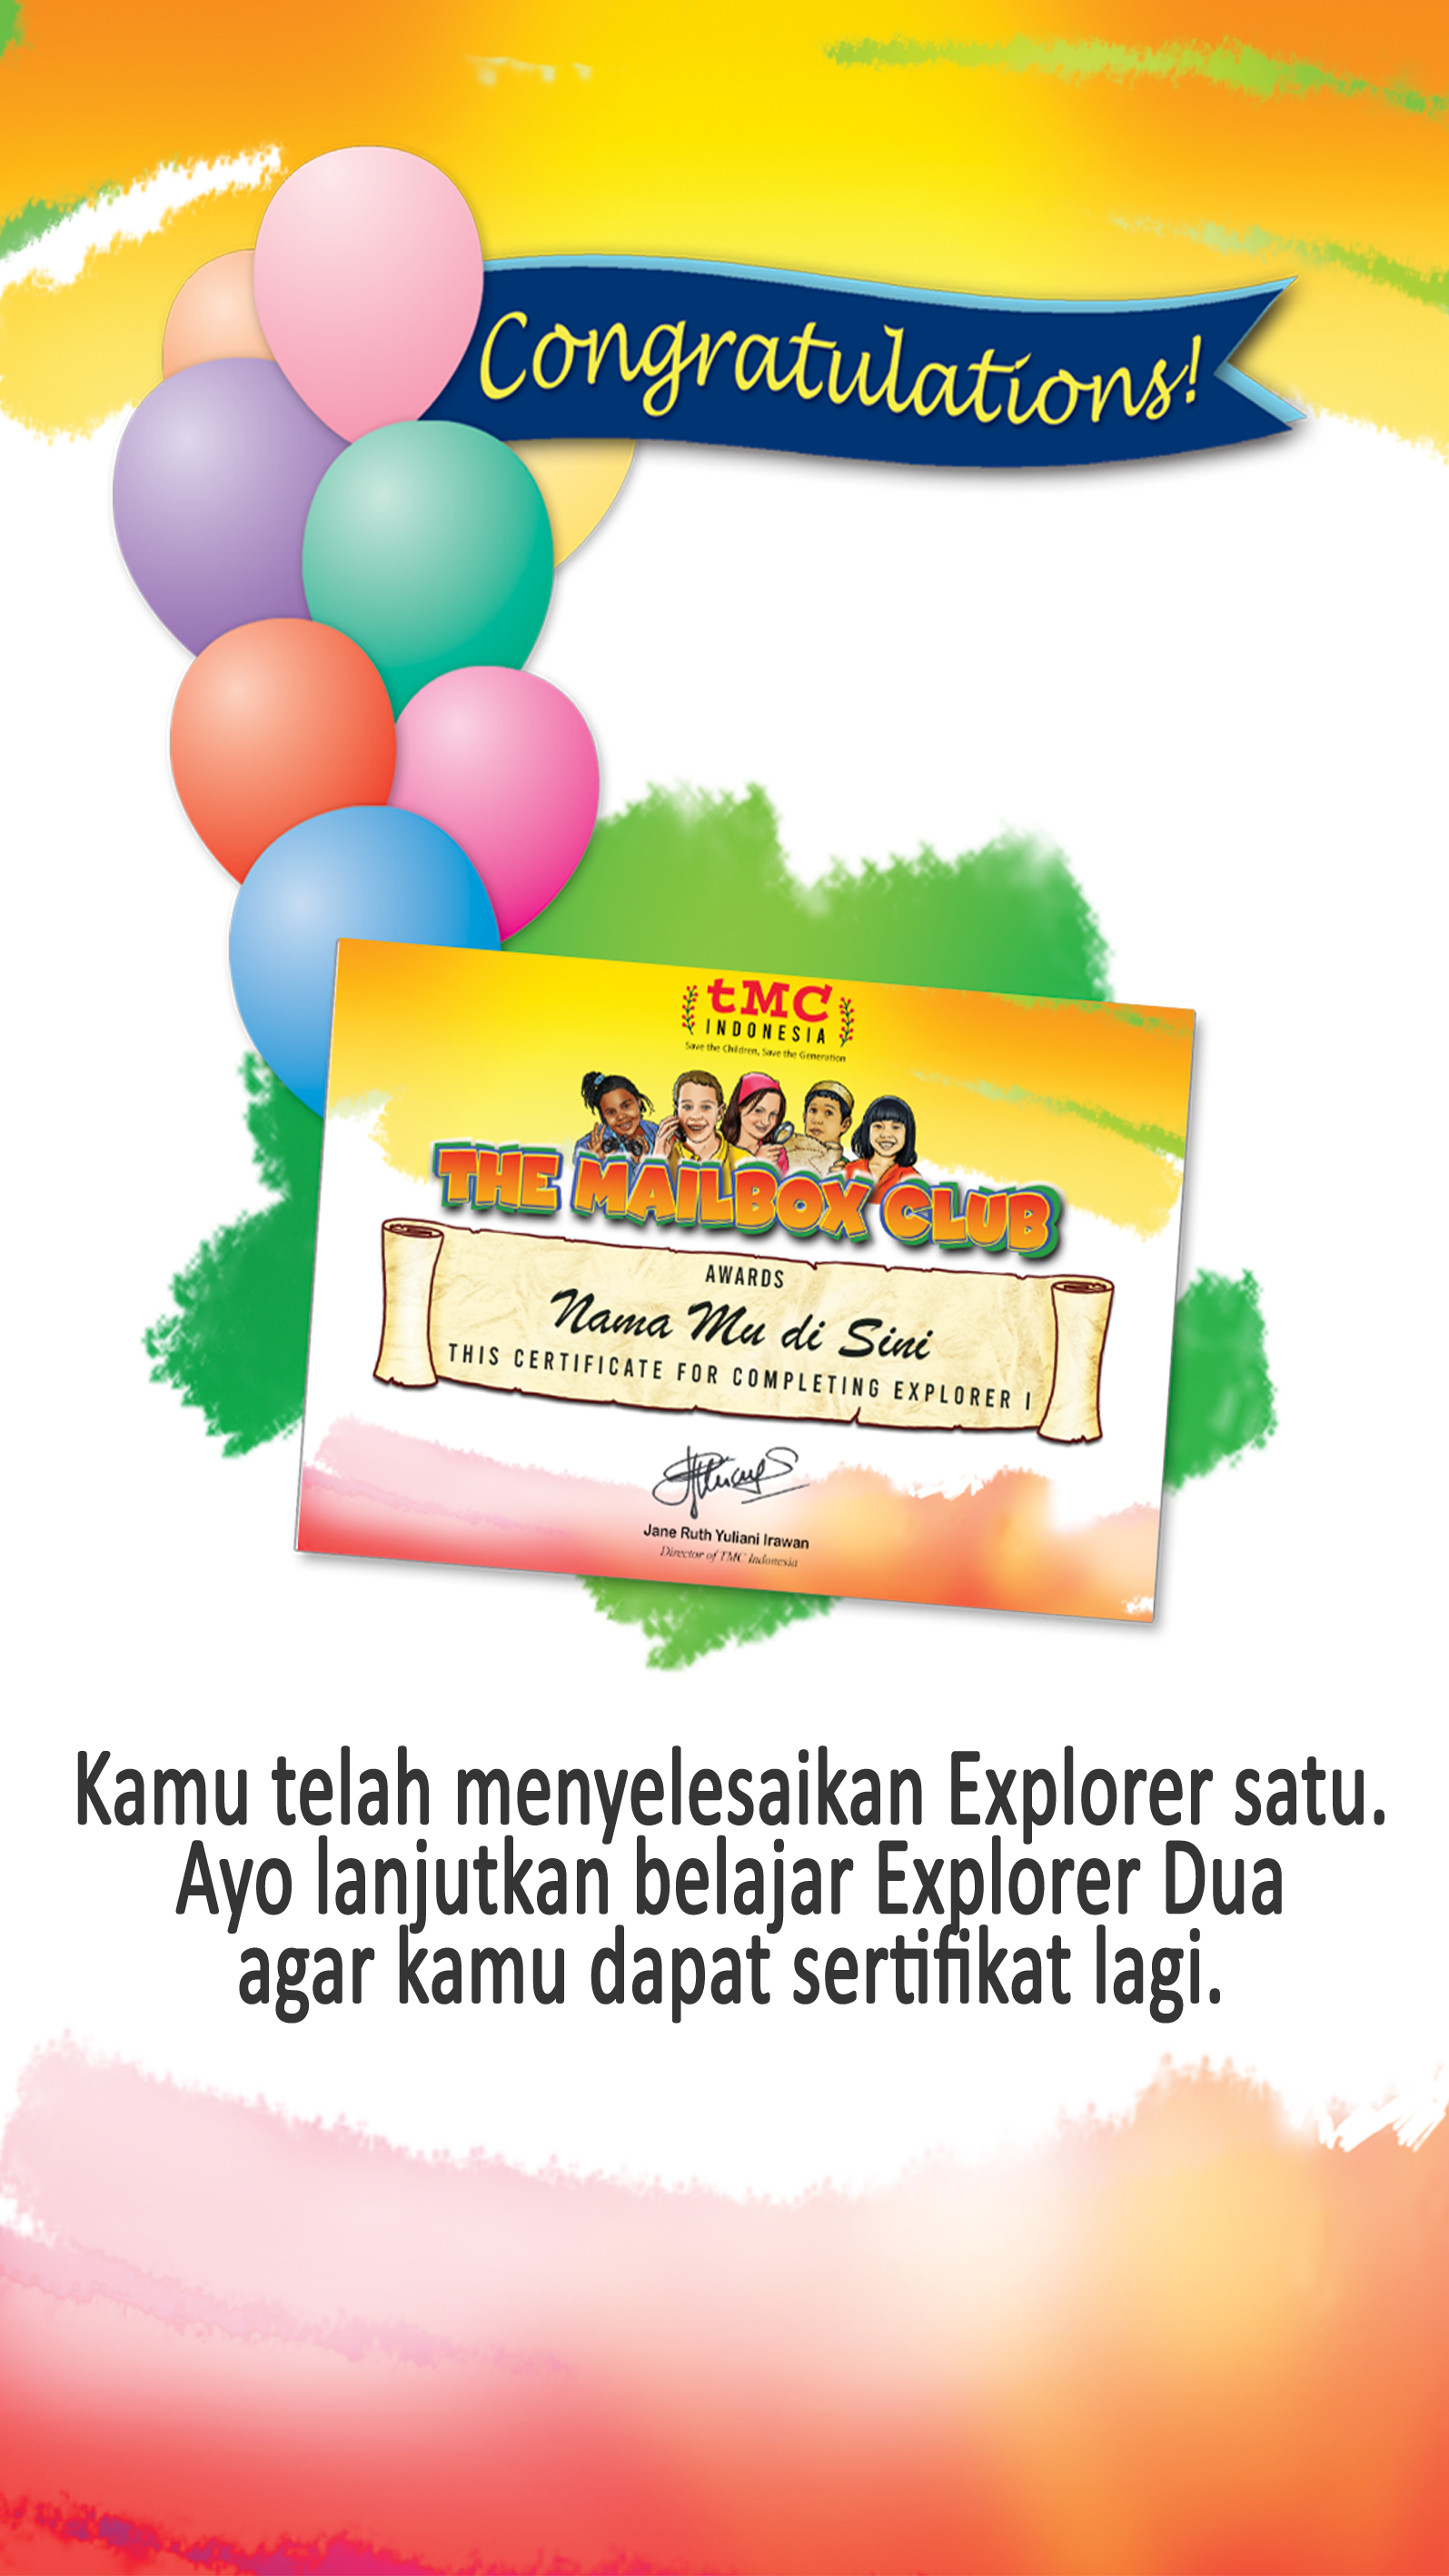 Congratulations!
tMC
INDONESIA
Save the Children, Save the Generation
THE MAILBOX CLUB
AWARDS
Nama Mu di Sini
THIS CERTIFICATE FOR COMPLETING EXPLORER I
Jane Ruth Yuliani Irawan
Director of TMC Indonesia
Kamu telah menyelesaikan Explorer satu.
Ayo lanjutkan belajar Explorer Dua
agar kamu dapat sertifikat lagi.